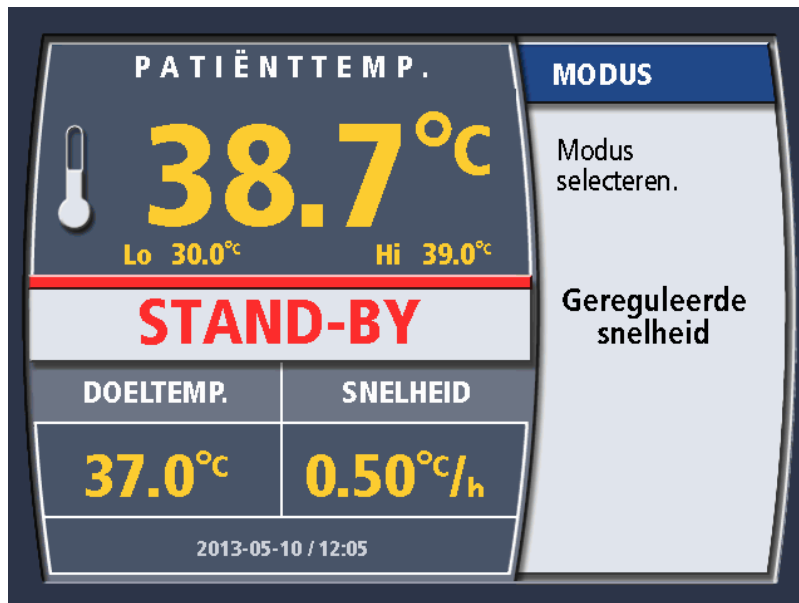 PATIËNTTEMP.
38.7°C
Lo 30.0°C Hi 39.0°C
STAND-BY
DOELTEMP. SNELHEID
37.0°C 0.50°C/h
2013-05-10 / 12:05
MODUS
Modus
selecteren.
Gereguleerde
snelheid